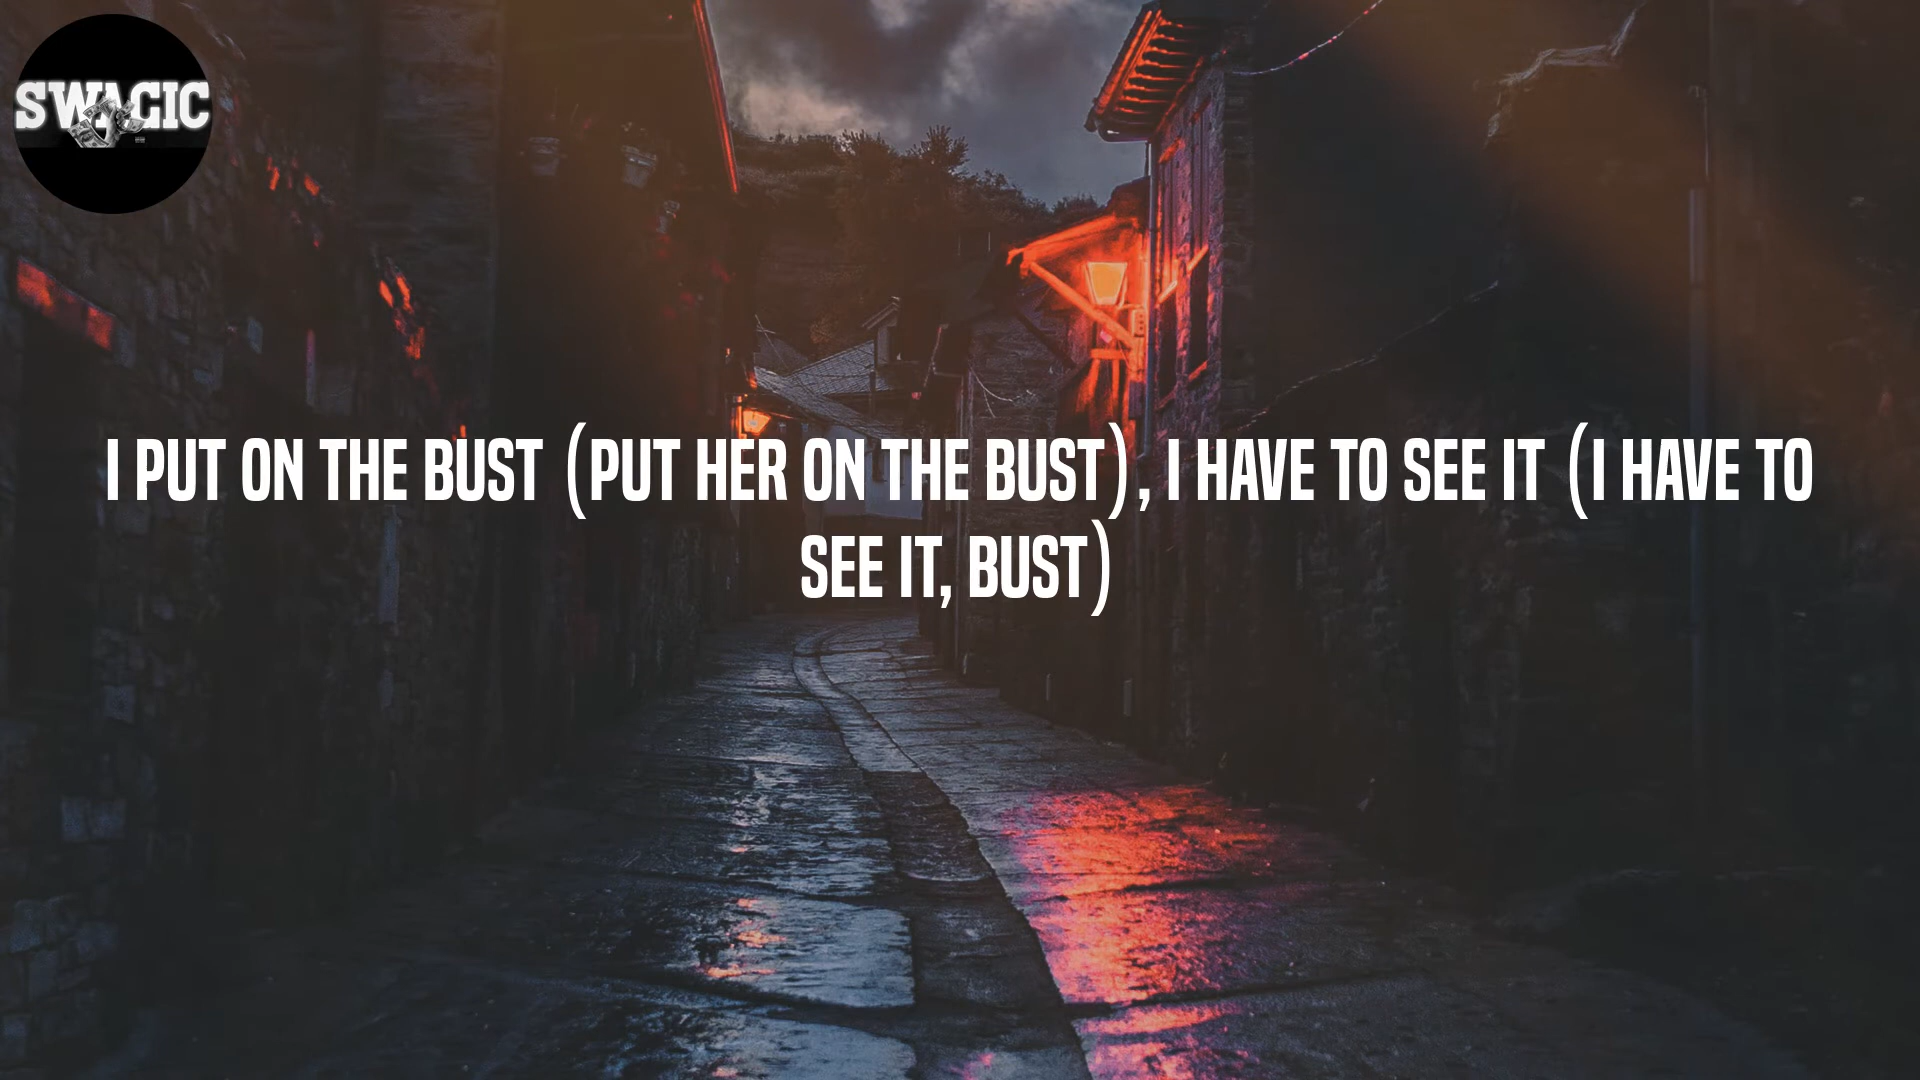 SWAGIC
I PUT ON THE BUST (PUT HER ON THE BUST), I HAVE TO SEE IT (I HAVE TO
SEE IT, BUST)